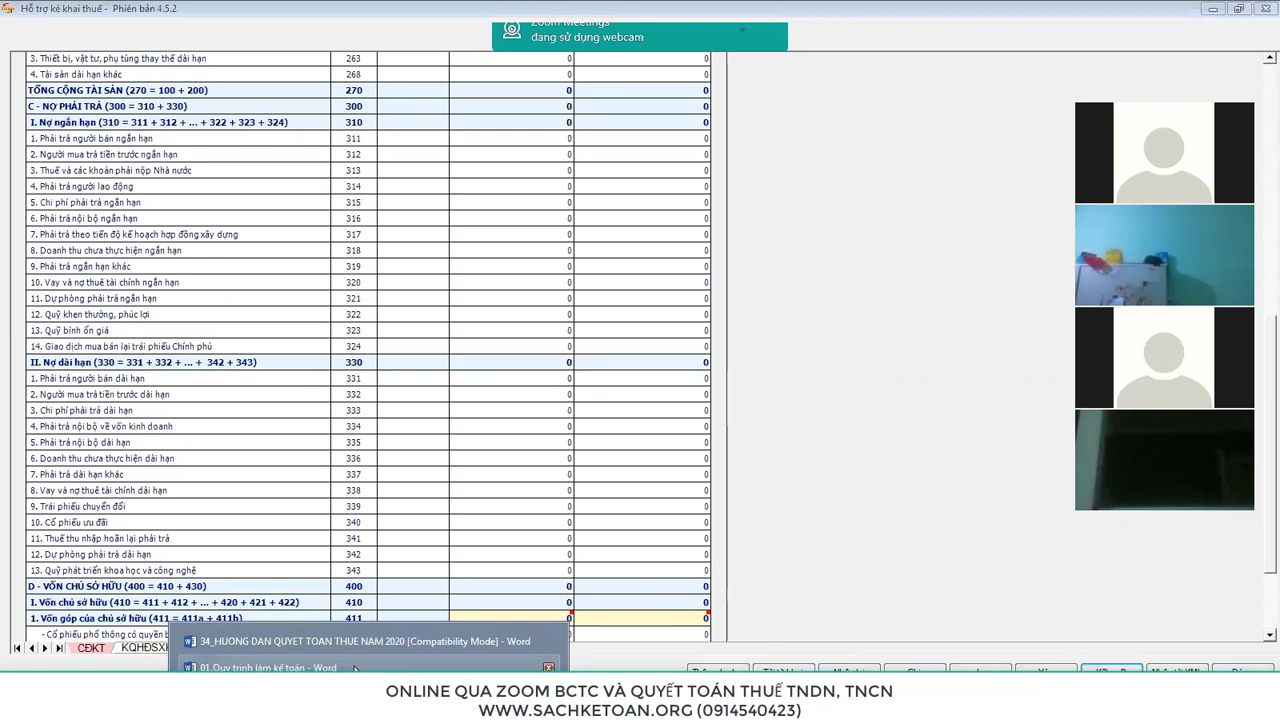 Hỗ trợ kê khai thuế - Phiên bản 4.5.2
Zoom Meetings
đang sử dụng webcam
3. Thiết bị, vật tư, phụ tùng thay thế dài hạn 263 0 0
4. Tài sản dài hạn khác 268 0 0
TỔNG CỘNG TÀI SẢN (270 = 100 + 200) 270 0 0
C - NỢ PHẢI TRẢ (300 = 310 + 330) 300 0 0
I. Nợ ngắn hạn (310 = 311 + 312 + ... + 322 + 323 + 324) 310 0 0
1. Phải trả người bán ngắn hạn 311 0 0
2. Người mua trả tiền trước ngắn hạn 312 0 0
3. Thuế và các khoản phải nộp Nhà nước 313 0 0
4. Phải trả người lao động 314 0 0
5. Chi phí phải trả ngắn hạn 315 0 0
6. Phải trả nội bộ ngắn hạn 316 0 0
7. Phải trả theo tiến độ kế hoạch hợp đồng xây dựng 317 0 0
8. Doanh thu chưa thực hiện ngắn hạn 318 0 0
9. Phải trả ngắn hạn khác 319 0 0
10. Vay và nợ thuê tài chính ngắn hạn 320 0 0
11. Dự phòng phải trả ngắn hạn 321 0 0
12. Quỹ khen thưởng, phúc lợi 322 0 0
13. Quỹ bình ổn giá 323 0 0
14. Giao dịch mua bán lại trái phiếu Chính phủ 324 0 0
II. Nợ dài hạn (330 = 331 + 332 + ... + 342 + 343) 330 0 0
1. Phải trả người bán dài hạn 331 0 0
2. Người mua trả tiền trước dài hạn 332 0 0
3. Chi phí phải trả dài hạn 333 0 0
4. Phải trả nội bộ về vốn kinh doanh 334 0 0
5. Phải trả nội bộ dài hạn 335 0 0
6. Doanh thu chưa thực hiện dài hạn 336 0 0
7. Phải trả dài hạn khác 337 0 0
8. Vay và nợ thuê tài chính dài hạn 338 0 0
9. Trái phiếu chuyển đổi 339 0 0
10. Cổ phiếu ưu đãi 340 0 0
11. Thuế thu nhập hoãn lại phải trả 341 0 0
12. Dự phòng phải trả dài hạn 342 0 0
13. Quỹ phát triển khoa học và công nghệ 343 0 0
D - VỐN CHỦ SỞ HỮU (400 = 410 + 430) 400 0 0
I. Vốn chủ sở hữu (410 = 411 + 412 + ... + 420 + 421 + 422) 410 0 0
1. Vốn góp của chủ sở hữu (411 = 411a + 411b) 411 0 0
- Cổ phiếu phổ thông có quyền 0 0
34_HUONG DAN QUYET TOAN THUE NAM 2020 [Compatibility Mode] - Word
CĐKT
01.Quy trình làm kế toán - Word
ONLINE QUA ZOOM BCTC VÀ QUYẾT TOÁN THUẾ TNDN, TNCN
WWW.SACHKETOAN.ORG (0914540423)